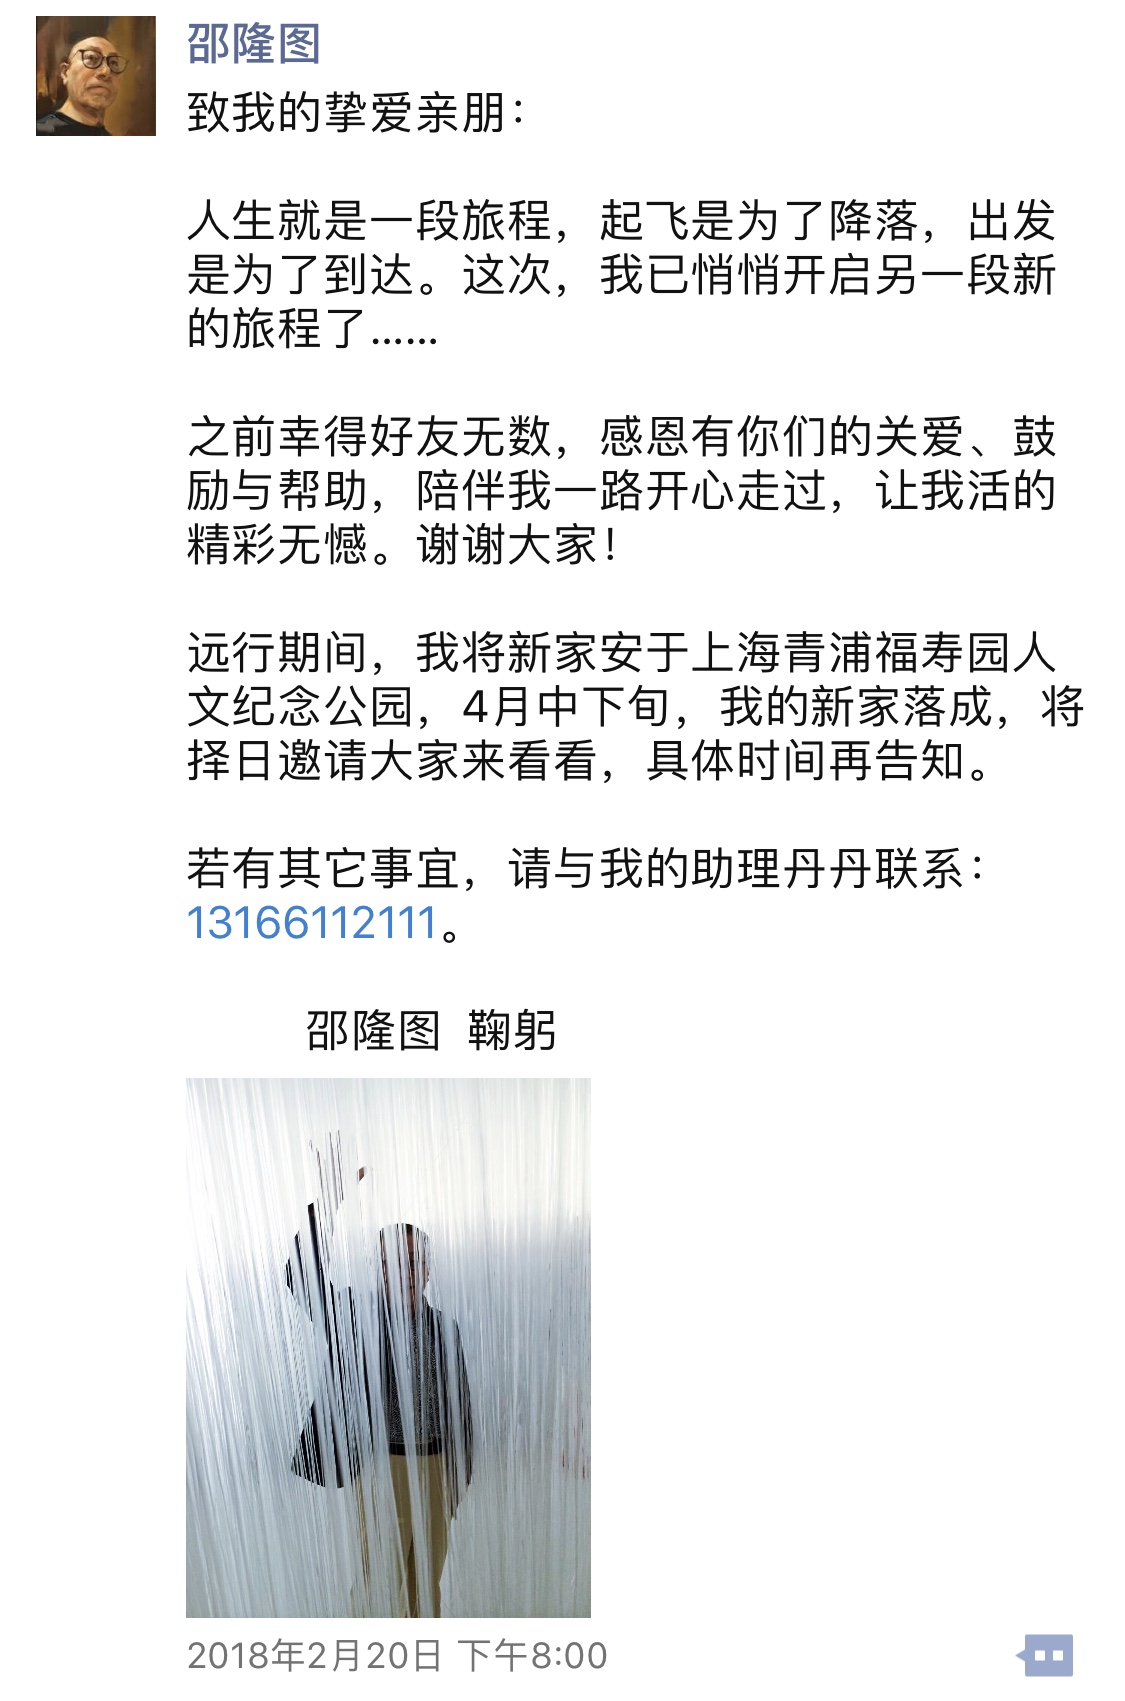 邵隆图
致我的挚爱亲朋：
人生就是一段旅程，起飞是为了降落，出发
是为了到达。这次，我已悄悄开启另一段新
的旅程了……
之前幸得好友无数，感恩有你们的关爱、鼓
励与帮助，陪伴我一路开心走过，让我活的
精彩无憾。谢谢大家！
远行期间，我将新家安于上海青浦福寿园人
文纪念公园，4月中下旬，我的新家落成，将
择日邀请大家来看看，具体时间再告知。
若有其它事宜，请与我的助理丹丹联系：
13166112111。
邵隆图 鞠躬
2018年2月20日 下午8:00